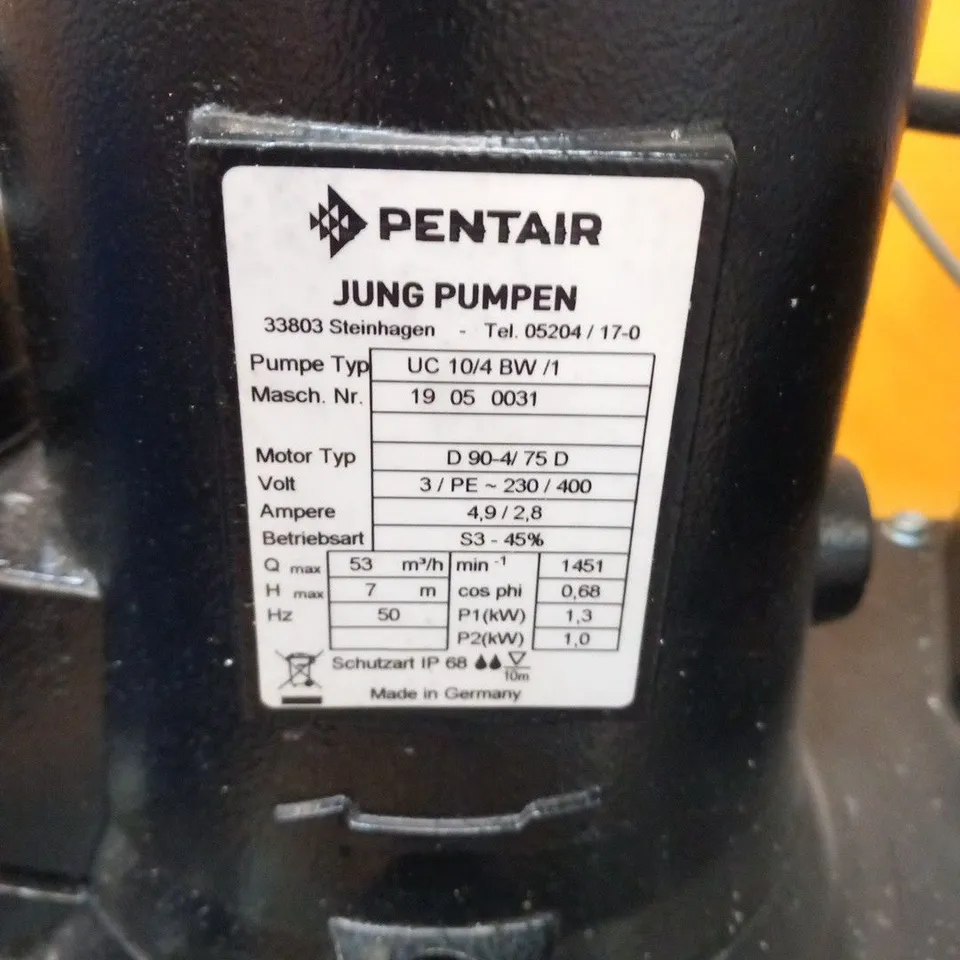 PENTAIR
JUNG PUMPEN
33803 Steinhagen - Tel. 05204 / 17-0
Pumpe Typ UC 10/4 BW /1
Masch. Nr. 19 05 0031
Motor Typ D 90-4/ 75 D
Volt 3 / PE ~ 230 / 400
Ampere 4,9 / 2,8
Betriebsart S3 - 45%
Q max 53 m³/h min -1 1451
H max 7 m cos phi 0,68
Hz 50 P1(kW) 1,3
P2(kW) 1,0
Schutzart IP 68 10m
Made in Germany